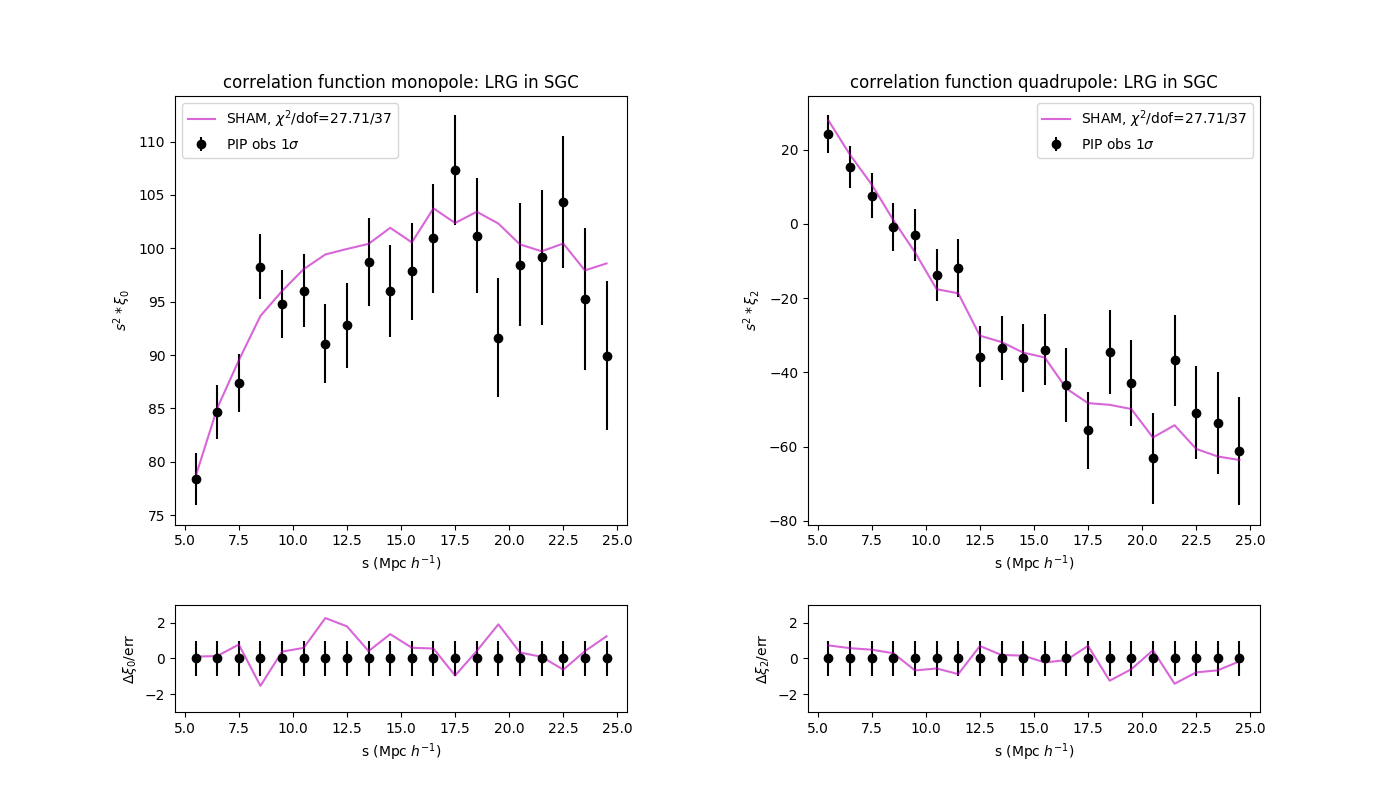 correlation function monopole: LRG in SGC
SHAM, χ²/dof=27.71/37
PIP obs 1σ
110
105
100
95
90
85
80
75
s² * ξ₀
5.0 7.5 10.0 12.5 15.0 17.5 20.0 22.5 25.0
s (Mpc h⁻¹)
2
0
−2
Δξ₀/err
5.0 7.5 10.0 12.5 15.0 17.5 20.0 22.5 25.0
s (Mpc h⁻¹)
correlation function quadrupole: LRG in SGC
SHAM, χ²/dof=27.71/37
PIP obs 1σ
20
0
−20
−40
−60
−80
s² * ξ₂
5.0 7.5 10.0 12.5 15.0 17.5 20.0 22.5 25.0
s (Mpc h⁻¹)
2
0
−2
Δξ₂/err
5.0 7.5 10.0 12.5 15.0 17.5 20.0 22.5 25.0
s (Mpc h⁻¹)